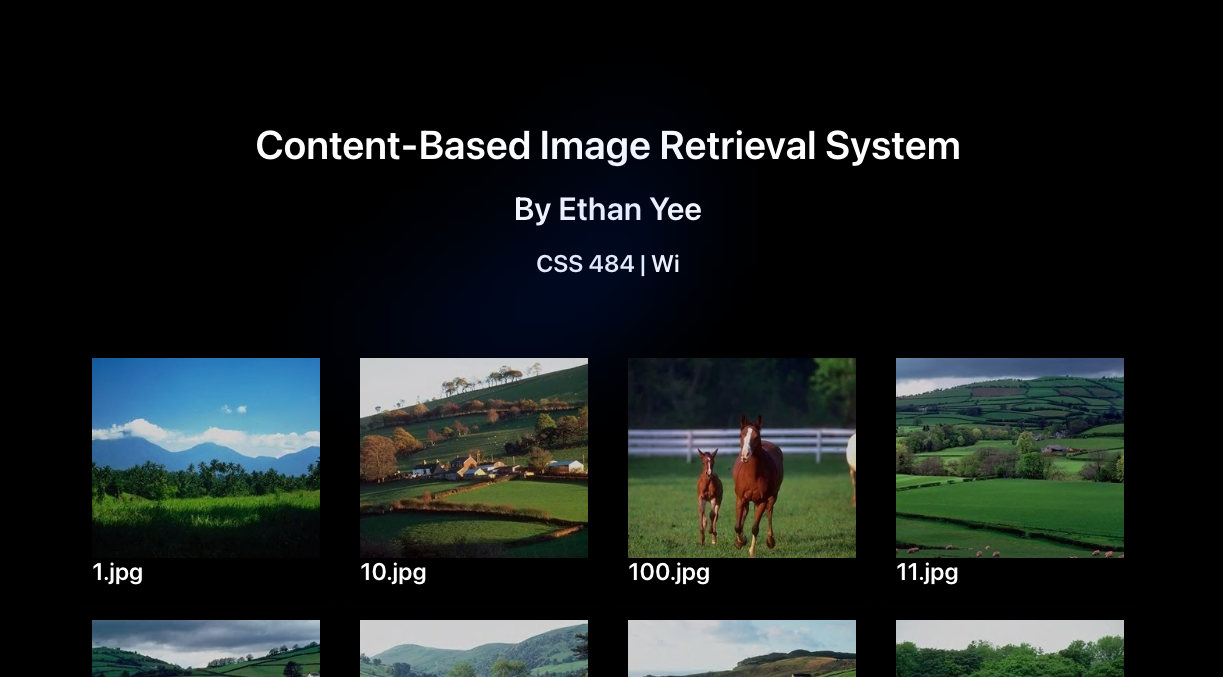 Content-Based Image Retrieval System
By Ethan Yee
CSS 484 | Wi
1.jpg
10.jpg
100.jpg
11.jpg